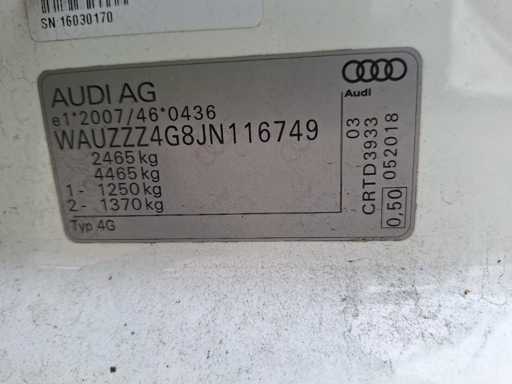 SN 16030170
AUDI AG
e1*2007/46*0436
WAUZZZ4G8JN116749
2465 kg
4465 kg
1- 1250 kg
2- 1370 kg
Typ 4G
Audi
03
CRTD3933
0,50 052018